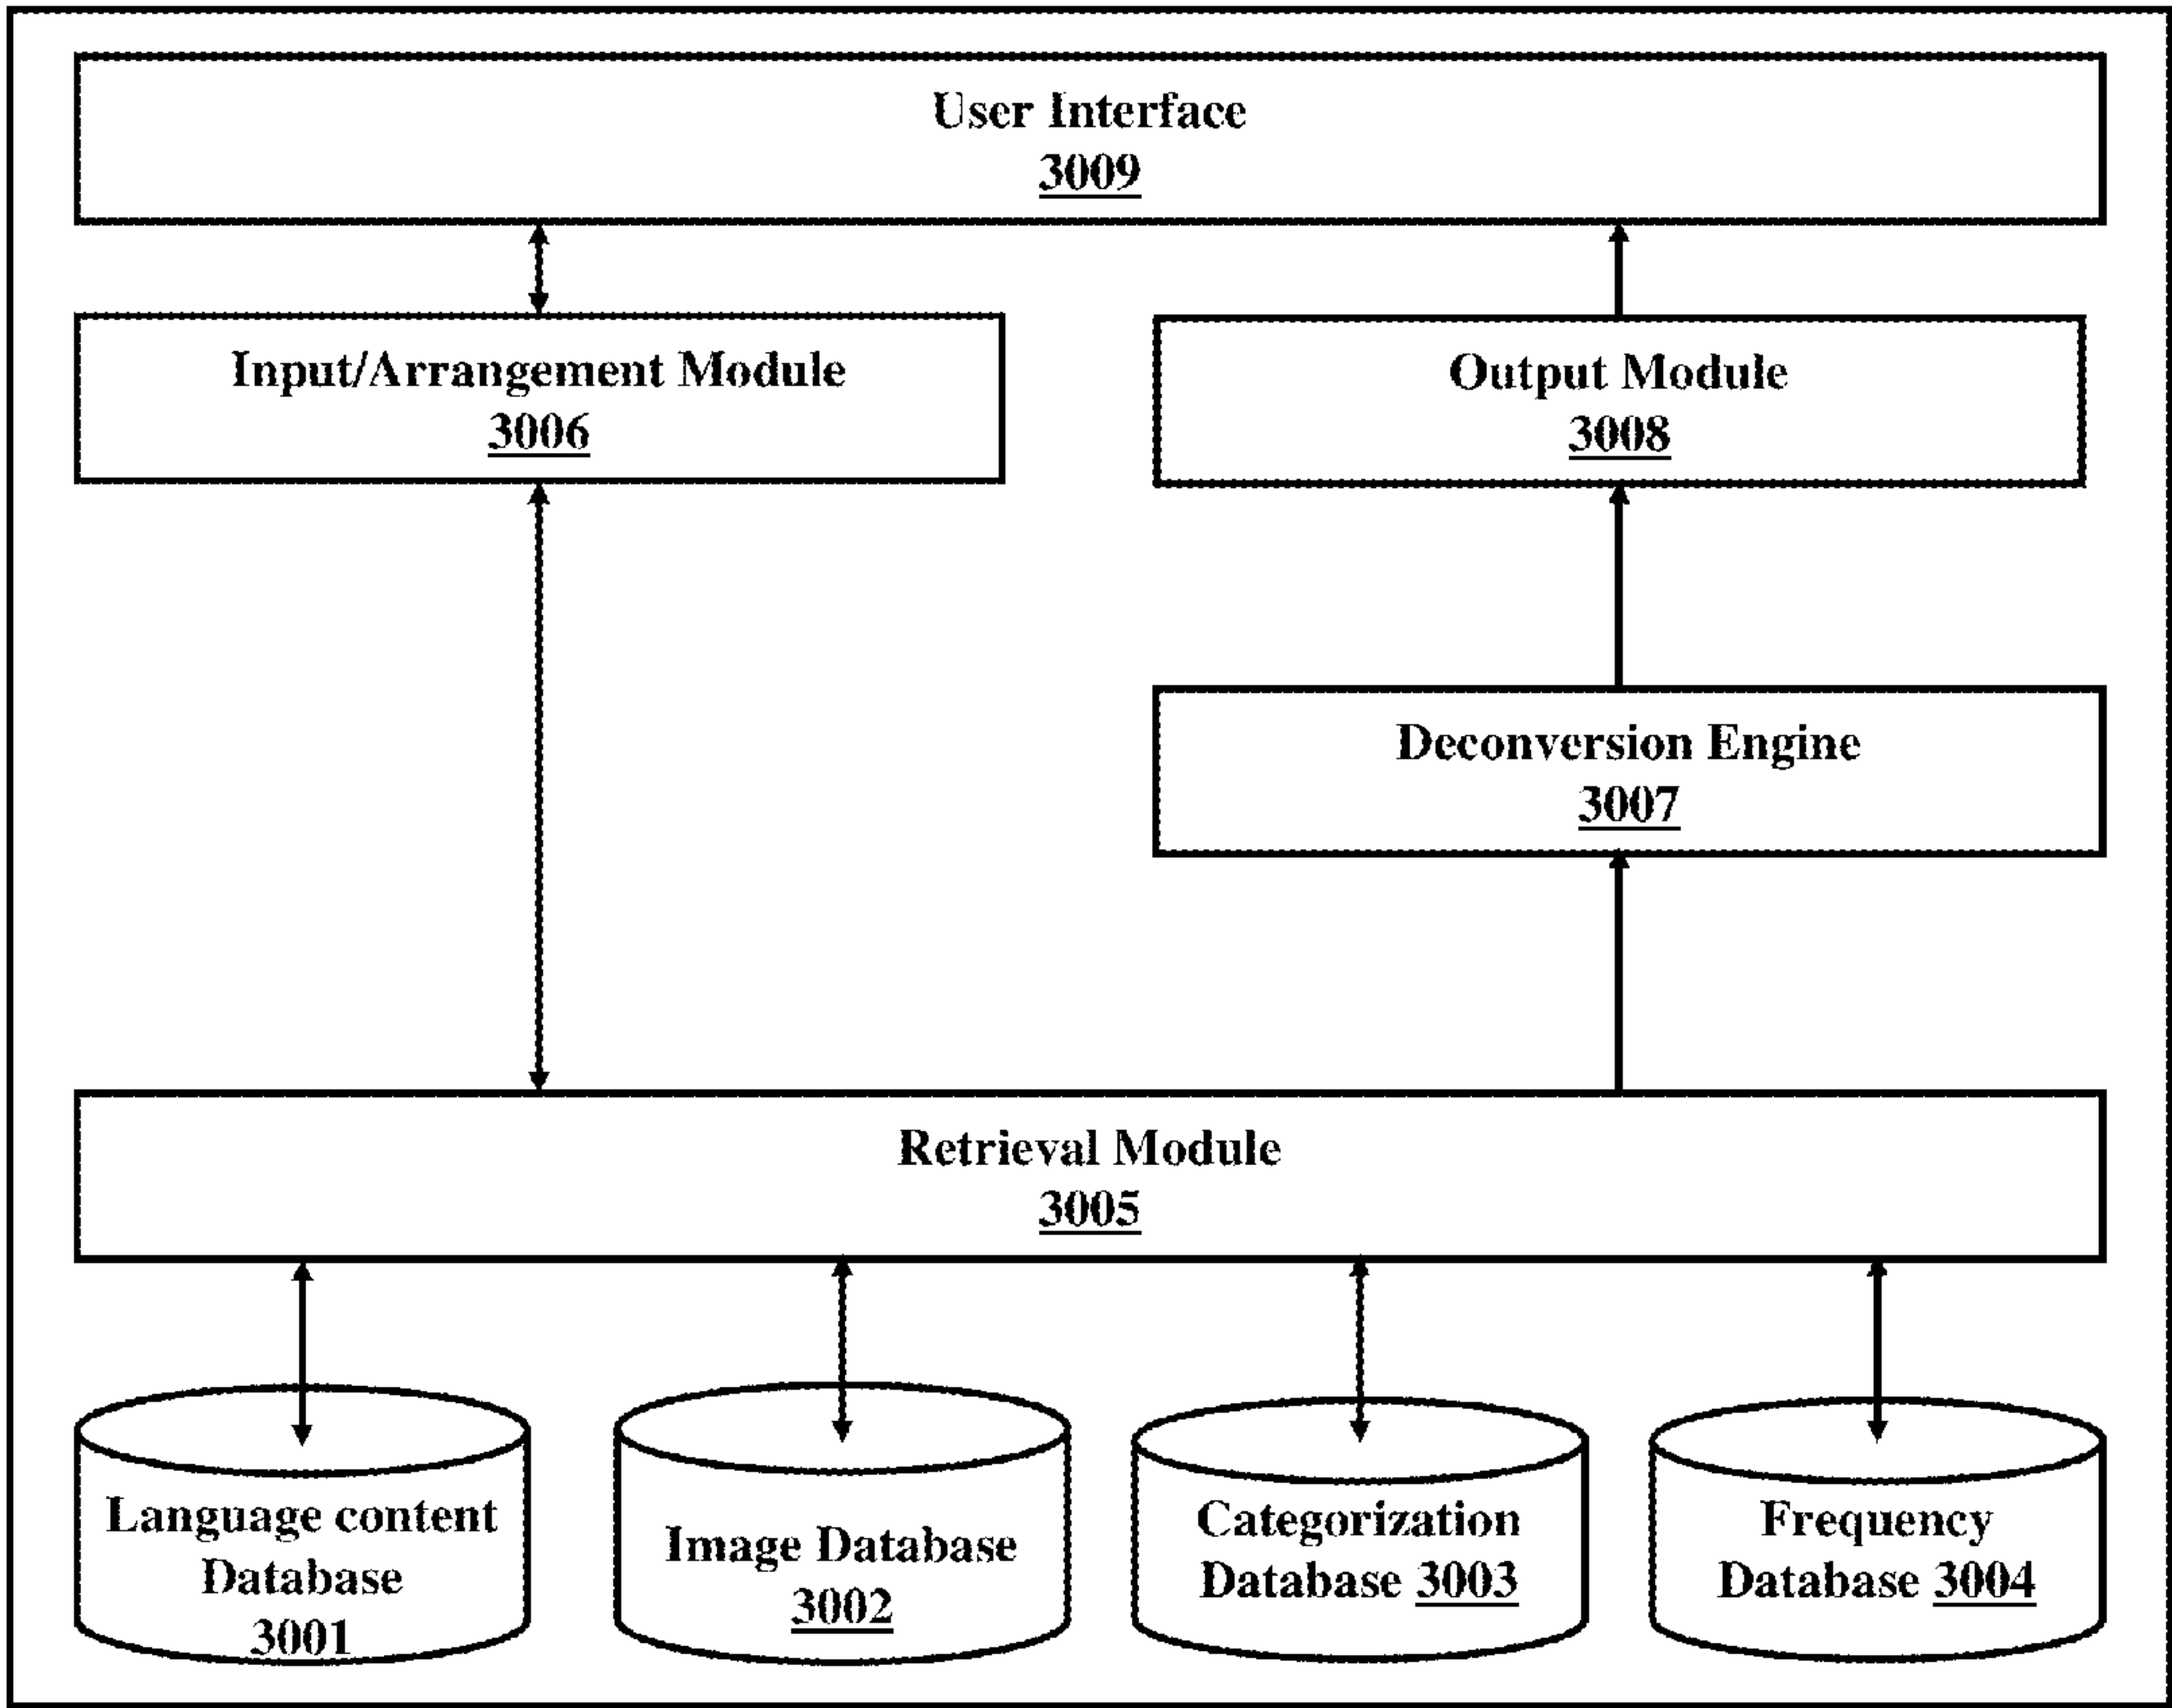 User Interface
3009
Input/Arrangement Module
3006
Output Module
3008
Deconversion Engine
3007
Retrieval Module
3005
Language content
Database
3001
Image Database
3002
Categorization
Database 3003
Frequency
Database 3004